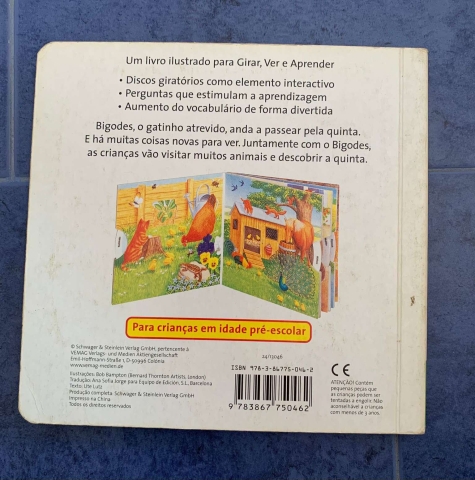 Um livro ilustrado para Girar, Ver e Aprender
• Discos giratórios como elemento interactivo
• Perguntas que estimulam a aprendizagem
• Aumento do vocabulário de forma divertida
Bigodes, o gatinho atrevido, anda a passear pela quinta.
E há muitas coisas novas para ver. Juntamente com o Bigodes,
as crianças vão visitar muitos animais e descobrir a quinta.
Para crianças em idade pré-escolar
© Schwager & Steinlein Verlag GmbH, pertencente à
VEMAG Verlags- und Medien Aktiengesellschaft
Emil-Hoffmann-Straße 1, D-50996 Colónia
www.vemag-medien.de
Ilustrações: Bob Bampton (Bernard Thornton Artists, London)
Tradução: Ana Sofia Jorge para Equipo de Edición, S.L., Barcelona
Texto: Ute Lutz
Produção completa: Schwager & Steinlein Verlag GmbH
Impresso na China
Todos os direitos reservados
24/13046
ISBN 978-3-86775-046-2
9 783867 750462
CE
ATENÇÃO! Contém
pequenas peças que
as crianças podem ser
tentadas a engolir. Não
aconselhável a crianças
com menos de 3 anos.